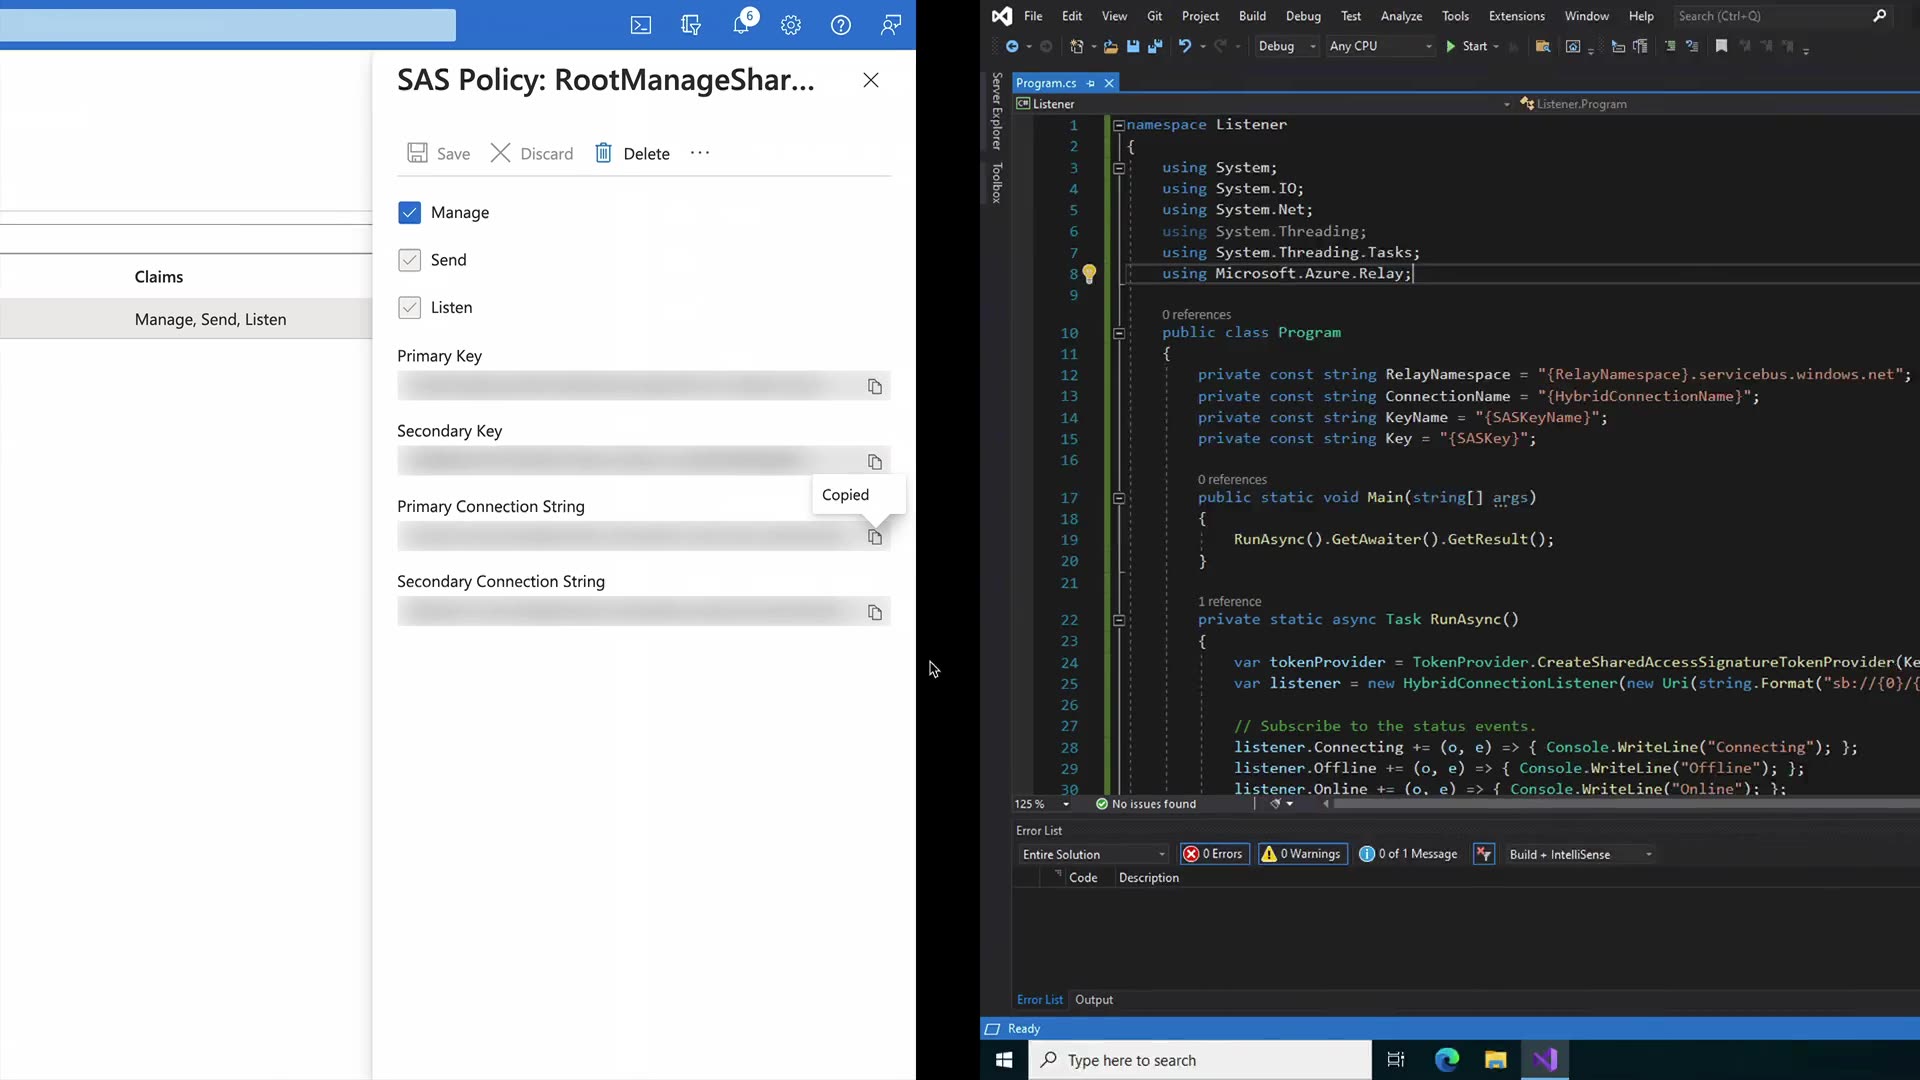 6
SAS Policy: RootManageShar...
Save
Discard
Delete
...
Manage
Send
Listen
Claims
Manage, Send, Listen
Primary Key
Secondary Key
Copied
Primary Connection String
Secondary Connection String
File Edit View Git Project Build Debug Test Analyze Tools Extensions Window Help Search (Ctrl+Q)
Debug Any CPU Start
Server Explorer
Toolbox
Program.cs
Listener
Listener.Program
1 namespace Listener
2 {
3 using System;
4 using System.IO;
5 using System.Net;
6 using System.Threading;
7 using System.Threading.Tasks;
8 using Microsoft.Azure.Relay;
9
0 references
10 public class Program
11 {
12 private const string RelayNamespace = "{RelayNamespace}.servicebus.windows.net";
13 private const string ConnectionName = "{HybridConnectionName}";
14 private const string KeyName = "{SASKeyName}";
15 private const string Key = "{SASKey}";
16
0 references
17 public static void Main(string[] args)
18 {
19 RunAsync().GetAwaiter().GetResult();
20 }
21
1 reference
22 private static async Task RunAsync()
23 {
24 var tokenProvider = TokenProvider.CreateSharedAccessSignatureTokenProvider(Ke
25 var listener = new HybridConnectionListener(new Uri(string.Format("sb://{0}/{
26
27 // Subscribe to the status events.
28 listener.Connecting += (o, e) => { Console.WriteLine("Connecting"); };
29 listener.Offline += (o, e) => { Console.WriteLine("Offline"); };
30 listener.Online += (o, e) => { Console.WriteLine("Online"); };
125 % No issues found
Error List
Entire Solution 0 Errors 0 Warnings 0 of 1 Message Build + IntelliSense
Code Description
Error List Output
Ready
Type here to search